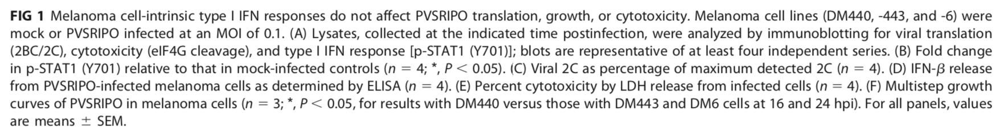 FIG 1 Melanoma cell-intrinsic type I IFN responses do not affect PVSRIPO translation, growth, or cytotoxicity. Melanoma cell lines (DM440, -443, and -6) were
mock or PVSRIPO infected at an MOI of 0.1. (A) Lysates, collected at the indicated time postinfection, were analyzed by immunoblotting for viral translation
(2BC/2C), cytotoxicity (eIF4G cleavage), and type I IFN response [p-STAT1 (Y701)]; blots are representative of at least four independent series. (B) Fold change
in p-STAT1 (Y701) relative to that in mock-infected controls (n = 4; *, P < 0.05). (C) Viral 2C as percentage of maximum detected 2C (n = 4). (D) IFN-β release
from PVSRIPO-infected melanoma cells as determined by ELISA (n = 4). (E) Percent cytotoxicity by LDH release from infected cells (n = 4). (F) Multistep growth
curves of PVSRIPO in melanoma cells (n = 3; *, P < 0.05, for results with DM440 versus those with DM443 and DM6 cells at 16 and 24 hpi). For all panels, values
are means ± SEM.